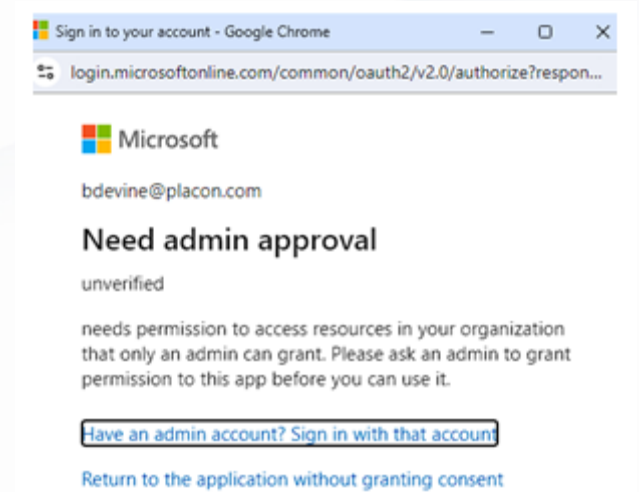 Sign in to your account - Google Chrome
login.microsoftonline.com/common/oauth2/v2.0/authorize?respon...
Microsoft
bdevine@placon.com
Need admin approval
unverified
needs permission to access resources in your organization
that only an admin can grant. Please ask an admin to grant
permission to this app before you can use it.
Have an admin account? Sign in with that account
Return to the application without granting consent